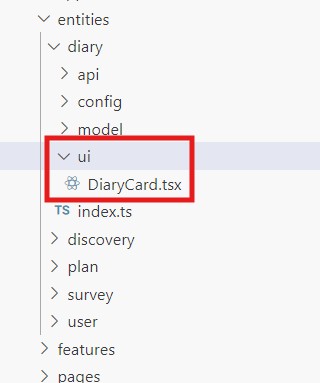 entities
diary
api
config
model
ui
DiaryCard.tsx
TS index.ts
discovery
plan
survey
user
features
pages